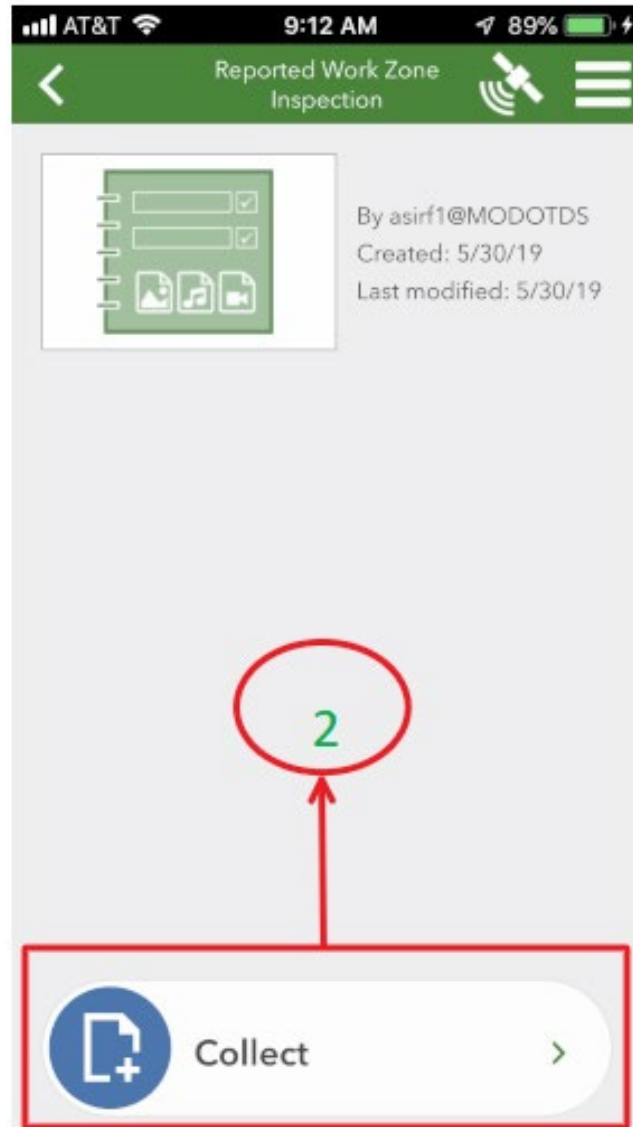 AT&T 9:12 AM 89%
Reported Work Zone
Inspection
By asirf1@MODOTDS
Created: 5/30/19
Last modified: 5/30/19
2
Collect